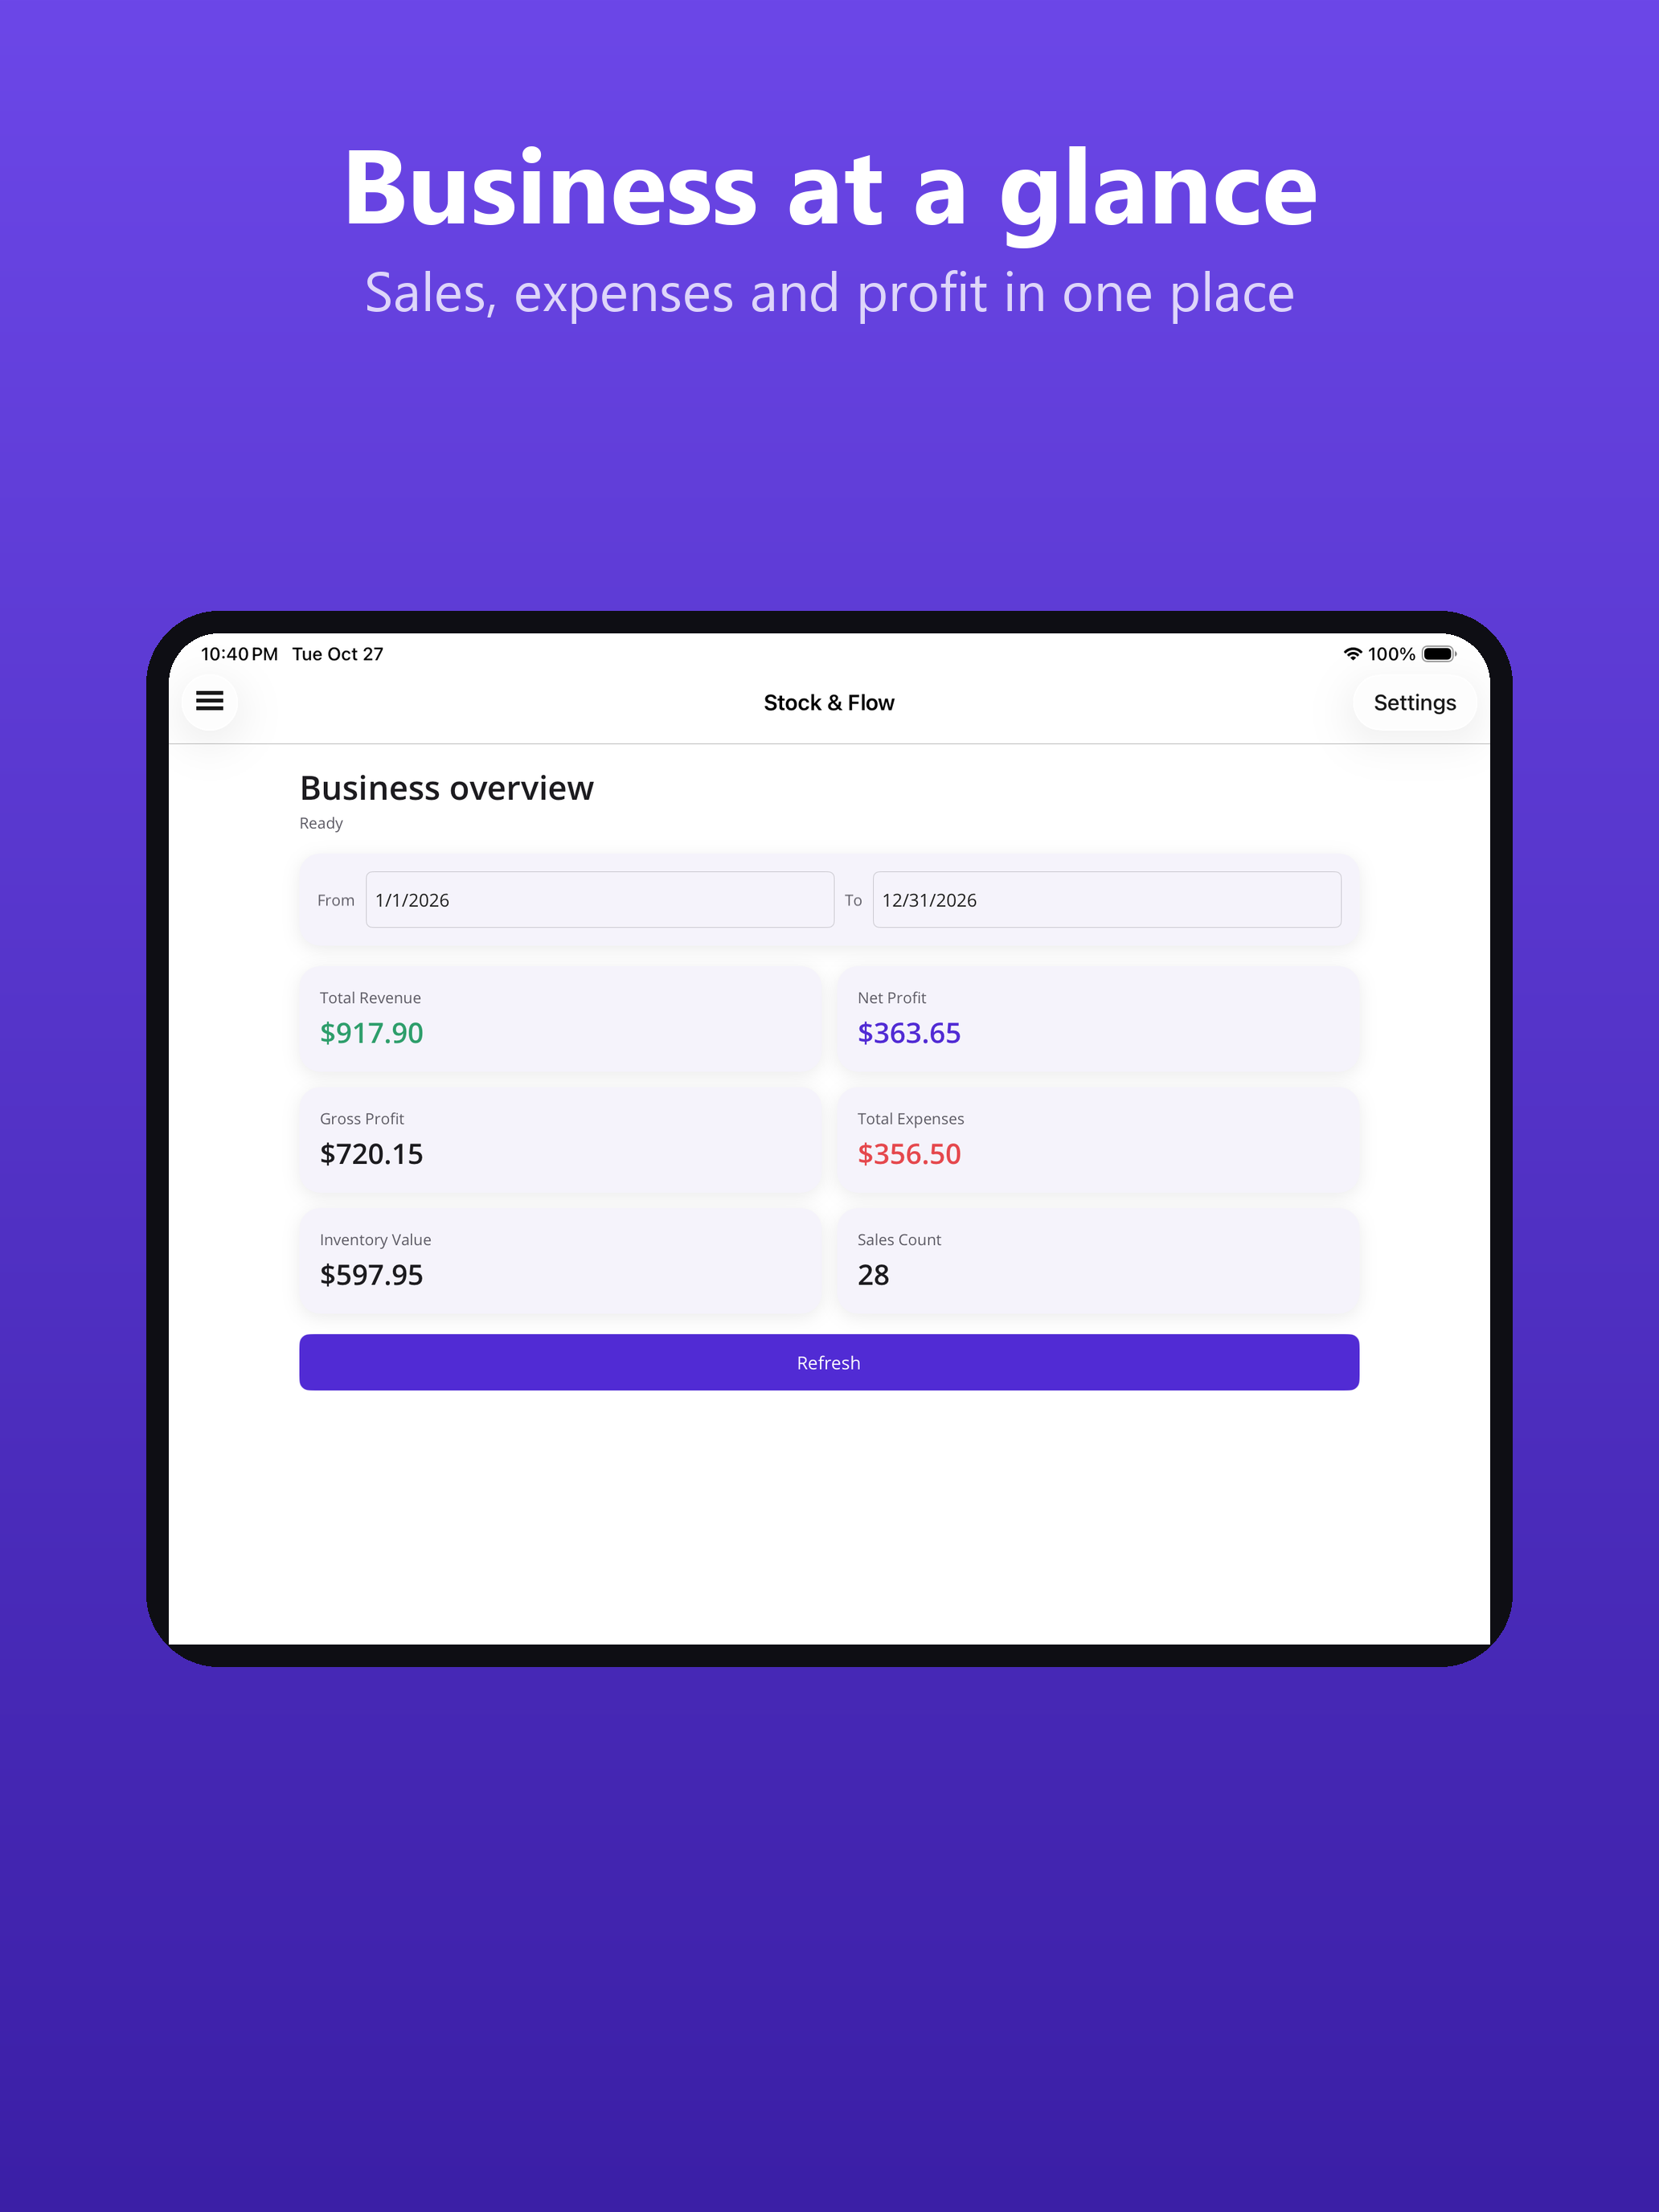 Business at a glance
Sales, expenses and profit in one place
10:40 PM Tue Oct 27 100%
Stock & Flow Settings
Business overview
Ready
From 1/1/2026 To 12/31/2026
Total Revenue Net Profit
$917.90 $363.65
Gross Profit Total Expenses
$720.15 $356.50
Inventory Value Sales Count
$597.95 28
Refresh